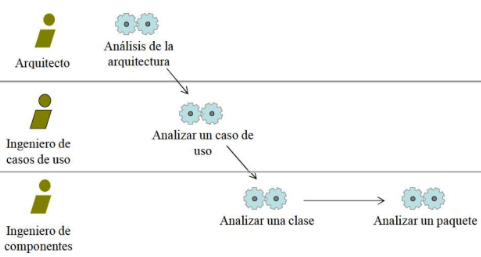 Arquitecto
Análisis de la
arquitectura
Ingeniero de
casos de uso
Analizar un caso de
uso
Ingeniero de
componentes
Analizar una clase
Analizar un paquete